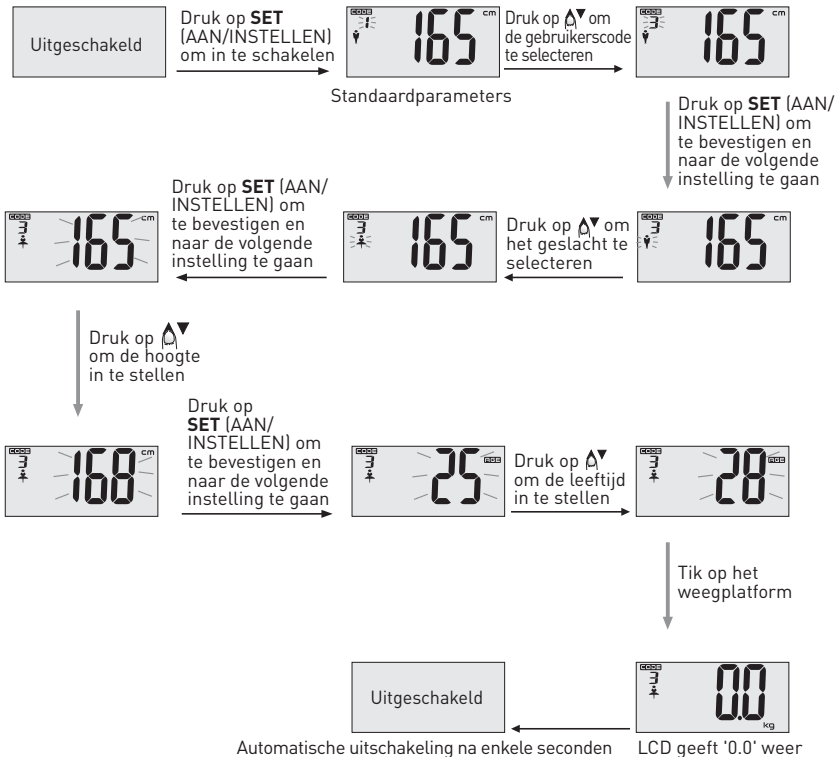 Uitgeschakeld
Druk op SET
(AAN/INSTELLEN)
om in te schakelen
CODE
1
165
cm
Standaardparameters
Druk op ▲▼ om
de gebruikerscode
te selecteren
CODE
3
165
cm
Druk op SET (AAN/
INSTELLEN) om
te bevestigen en
naar de volgende
instelling te gaan
CODE
3
165
cm
Druk op ▲▼ om
het geslacht te
selecteren
CODE
3
165
cm
Druk op SET (AAN/
INSTELLEN) om
te bevestigen en
naar de volgende
instelling te gaan
CODE
3
165
cm
Druk op ▲▼
om de hoogte
in te stellen
CODE
3
168
cm
Druk op
SET (AAN/
INSTELLEN) om
te bevestigen en
naar de volgende
instelling te gaan
CODE
3
25
AGE
Druk op ▲▼
om de leeftijd
in te stellen
CODE
3
28
AGE
Tik op het
weegplatform
CODE
3
0.0
kg
LCD geeft '0.0' weer
Uitgeschakeld
Automatische uitschakeling na enkele seconden